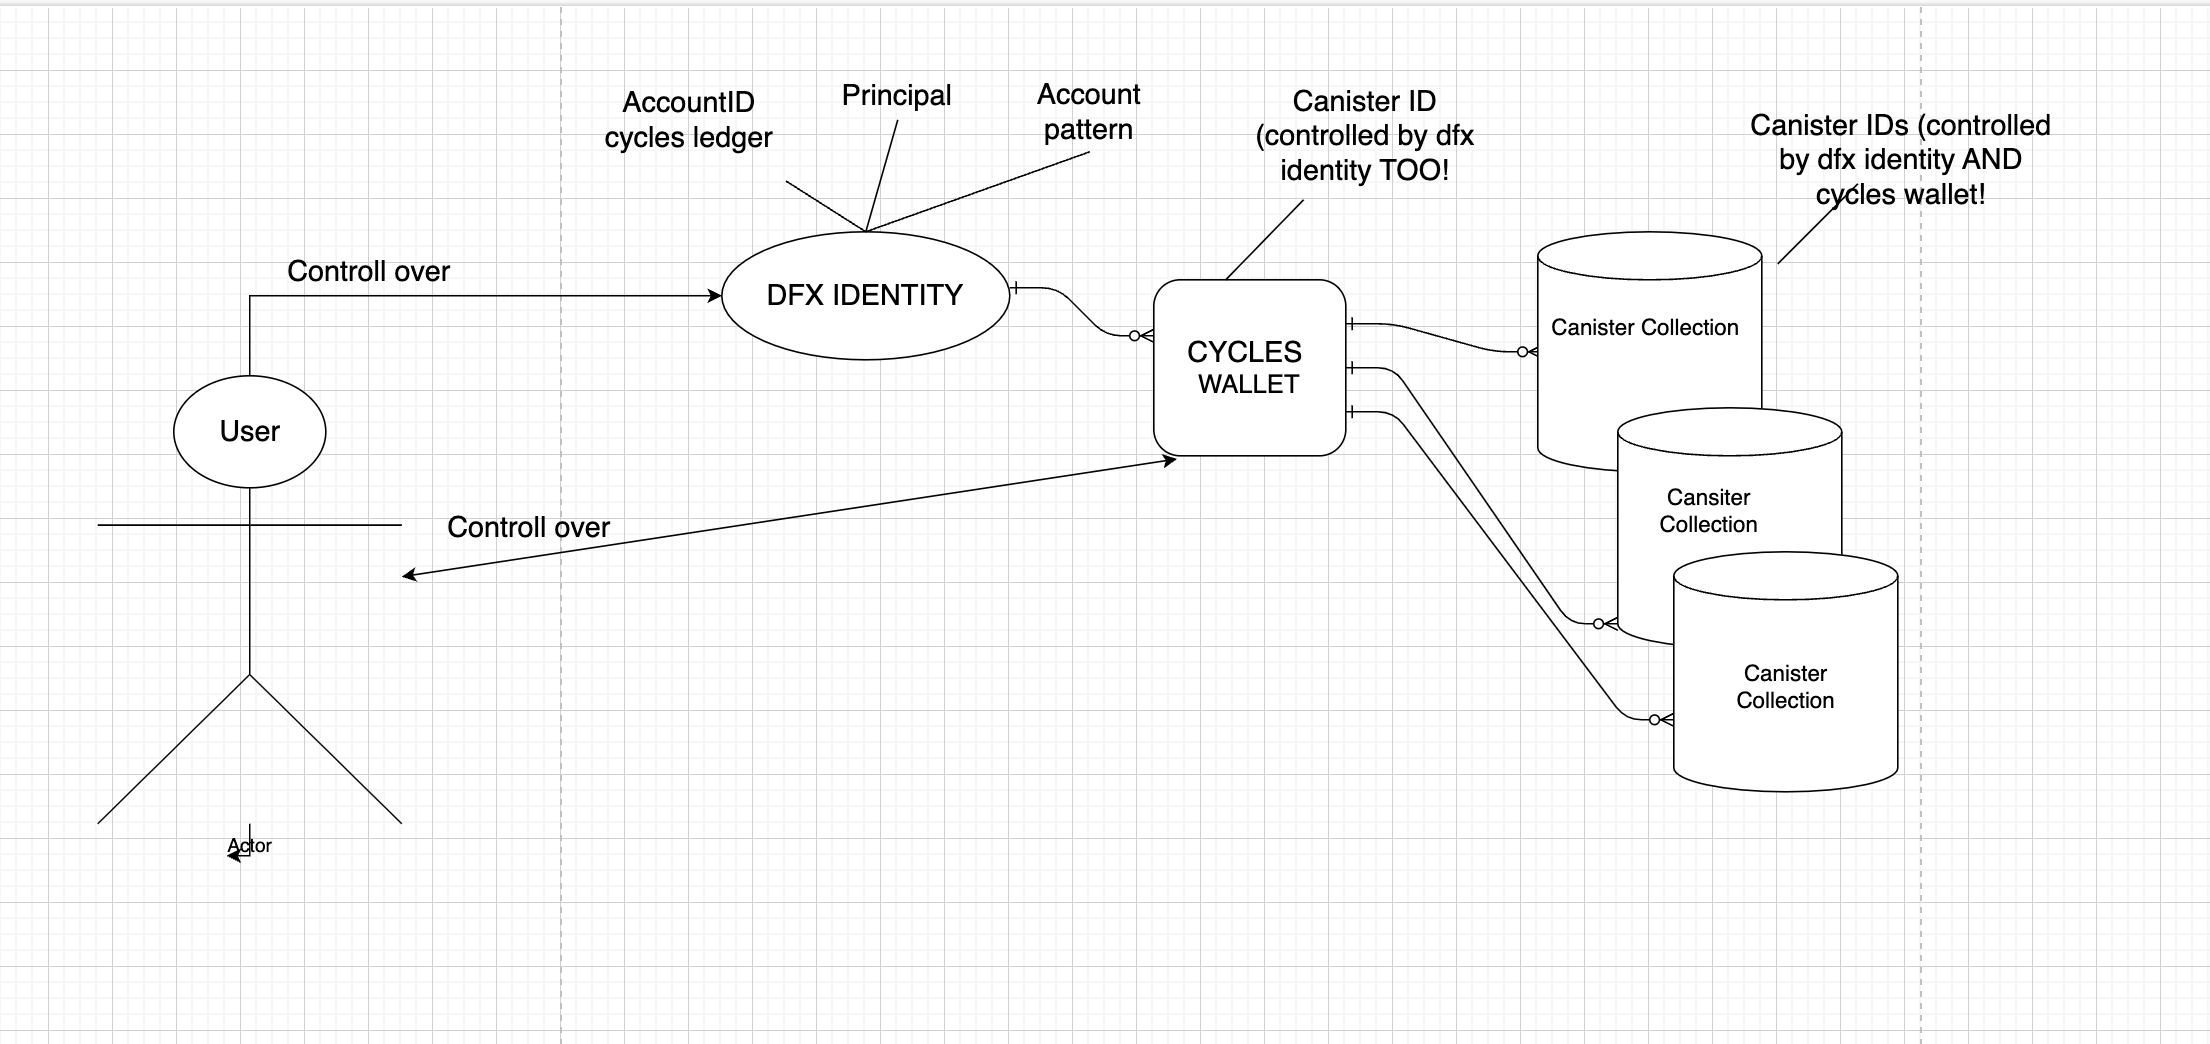 AccountID
cycles ledger
Principal
Account
pattern
Canister ID
(controlled by dfx
identity TOO!
Canister IDs (controlled
by dfx identity AND
cycles wallet!
Controll over
DFX IDENTITY
CYCLES
WALLET
Canister Collection
User
Controll over
Cansiter
Collection
Canister
Collection
Actor